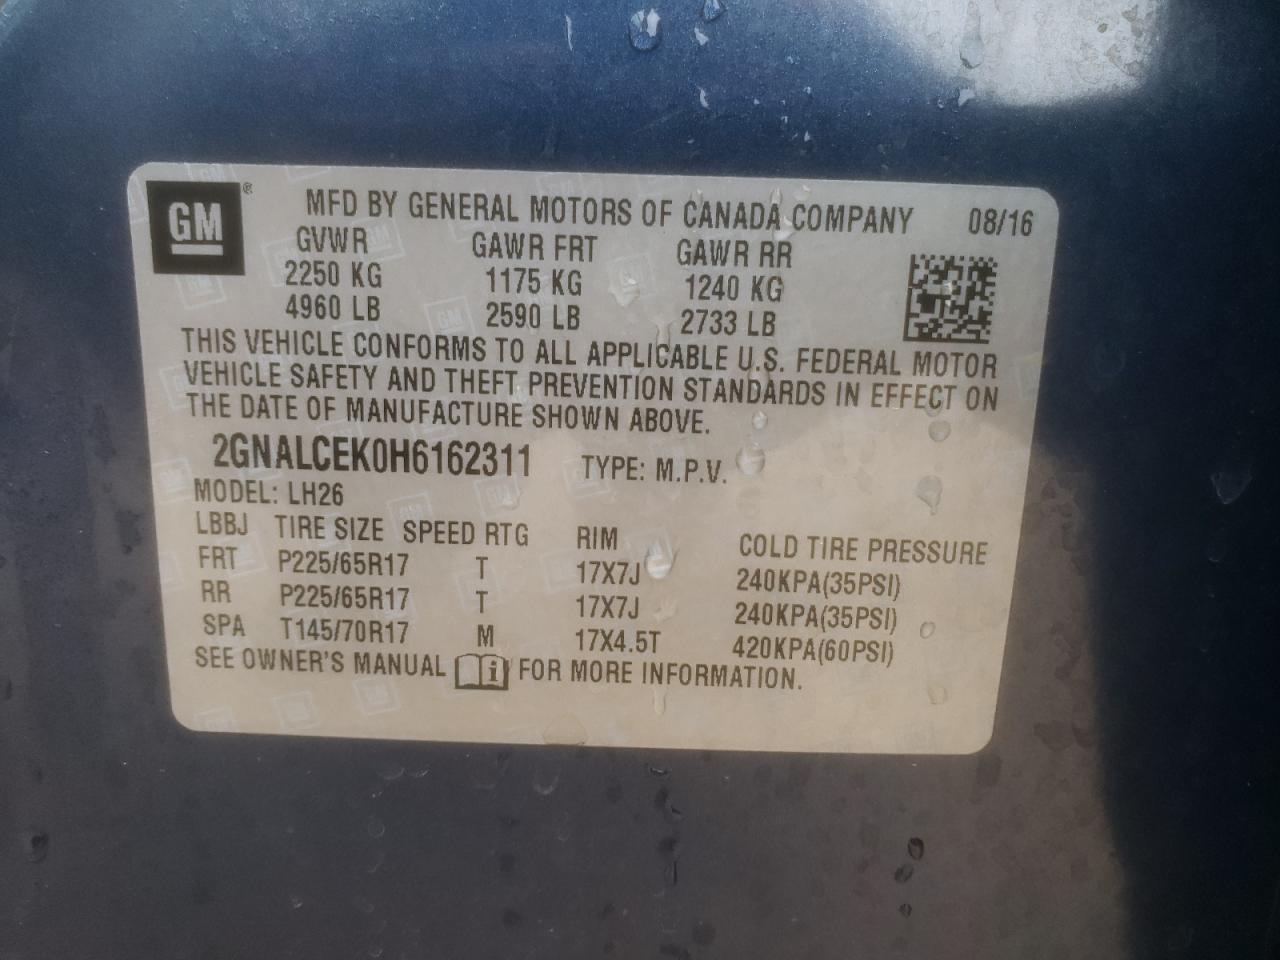 GM ® MFD BY GENERAL MOTORS OF CANADA COMPANY 08/16
GVWR GAWR FRT GAWR RR
2250 KG 1175 KG 1240 KG
4960 LB 2590 LB 2733 LB
THIS VEHICLE CONFORMS TO ALL APPLICABLE U.S. FEDERAL MOTOR
VEHICLE SAFETY AND THEFT PREVENTION STANDARDS IN EFFECT ON
THE DATE OF MANUFACTURE SHOWN ABOVE.
2GNALCEK0H6162311 TYPE: M.P.V.
MODEL: LH26
LBBJ TIRE SIZE SPEED RTG RIM COLD TIRE PRESSURE
FRT P225/65R17 T 17X7J 240KPA(35PSI)
RR P225/65R17 T 17X7J 240KPA(35PSI)
SPA T145/70R17 M 17X4.5T 420KPA(60PSI)
SEE OWNER'S MANUAL i FOR MORE INFORMATION.